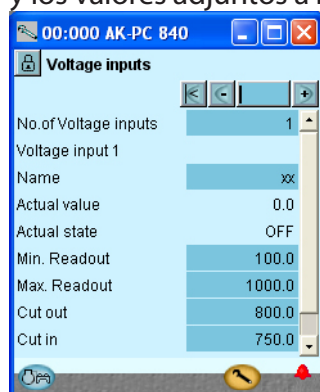 y los valores adjuntos a
00:000 AK-PC 840
Voltage inputs
No.of Voltage inputs 1
Voltage input 1
Name xx
Actual value 0.0
Actual state OFF
Min. Readout 100.0
Max. Readout 1000.0
Cut out 800.0
Cut in 750.0